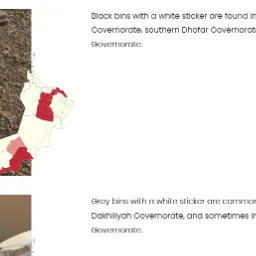 Black bins with a white sticker are found in
Governorate, southern Dhofar Governorat
Governorate.
Grey bins with a white sticker are common
Dakhiliyah Governorate, and sometimes in
Governorate.